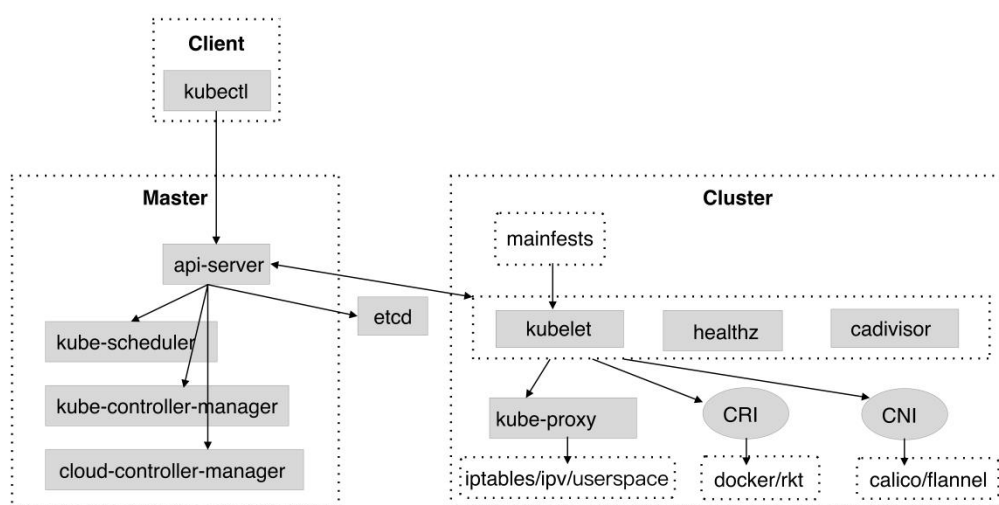 Client
kubectl
Master
Cluster
mainfests
api-server
etcd
kubelet
healthz
cadivisor
kube-scheduler
kube-controller-manager
kube-proxy
CRI
CNI
cloud-controller-manager
iptables/ipv/userspace
docker/rkt
calico/flannel